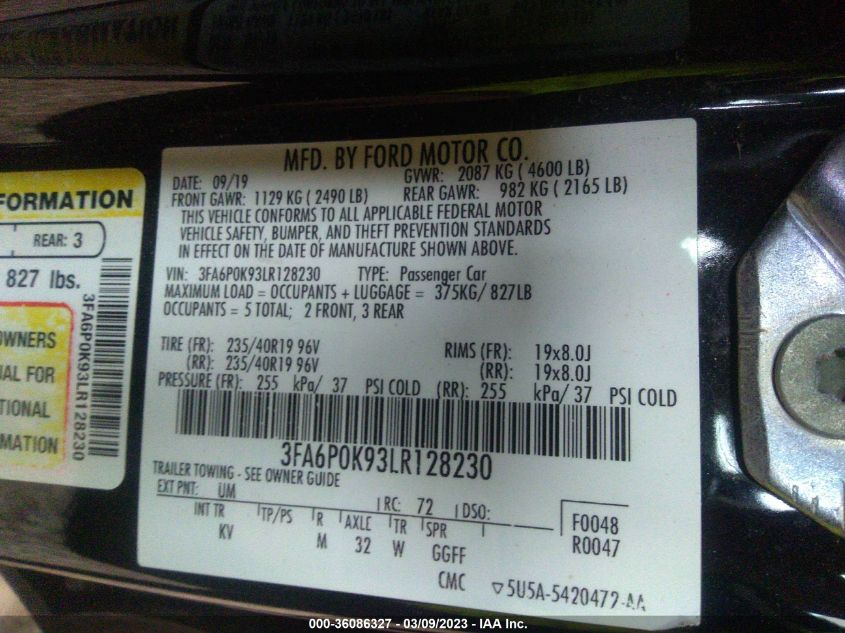 FORMATION
REAR: 3
827 lbs.
OWNERS
AL FOR
TIONAL
RMATION
3FA6P0K93LR128230
MFD. BY FORD MOTOR CO.
DATE: 09/19 GVWR: 2087 KG ( 4600 LB)
FRONT GAWR: 1129 KG ( 2490 LB) REAR GAWR: 982 KG ( 2165 LB)
THIS VEHICLE CONFORMS TO ALL APPLICABLE FEDERAL MOTOR
VEHICLE SAFETY, BUMPER, AND THEFT PREVENTION STANDARDS
IN EFFECT ON THE DATE OF MANUFACTURE SHOWN ABOVE.
VIN: 3FA6P0K93LR128230 TYPE: Passenger Car
MAXIMUM LOAD = OCCUPANTS + LUGGAGE = 375KG/ 827LB
OCCUPANTS = 5 TOTAL; 2 FRONT, 3 REAR
TIRE (FR): 235/40R19 96V RIMS (FR): 19x8.0J
(RR): 235/40R19 96V (RR): 19x8.0J
PRESSURE (FR): 255 kPa/ 37 PSI COLD (RR): 255 kPa/ 37 PSI COLD
3FA6P0K93LR128230
TRAILER TOWING - SEE OWNER GUIDE
EXT PNT: UM RC: 72 DSO: F0048
INT TR TP/PS R AXLE TR SPR R0047
KV M 32 W GGFF
CMC ▽5U5A-5420472-AA
000-36086327 - 03/09/2023 - IAA Inc.